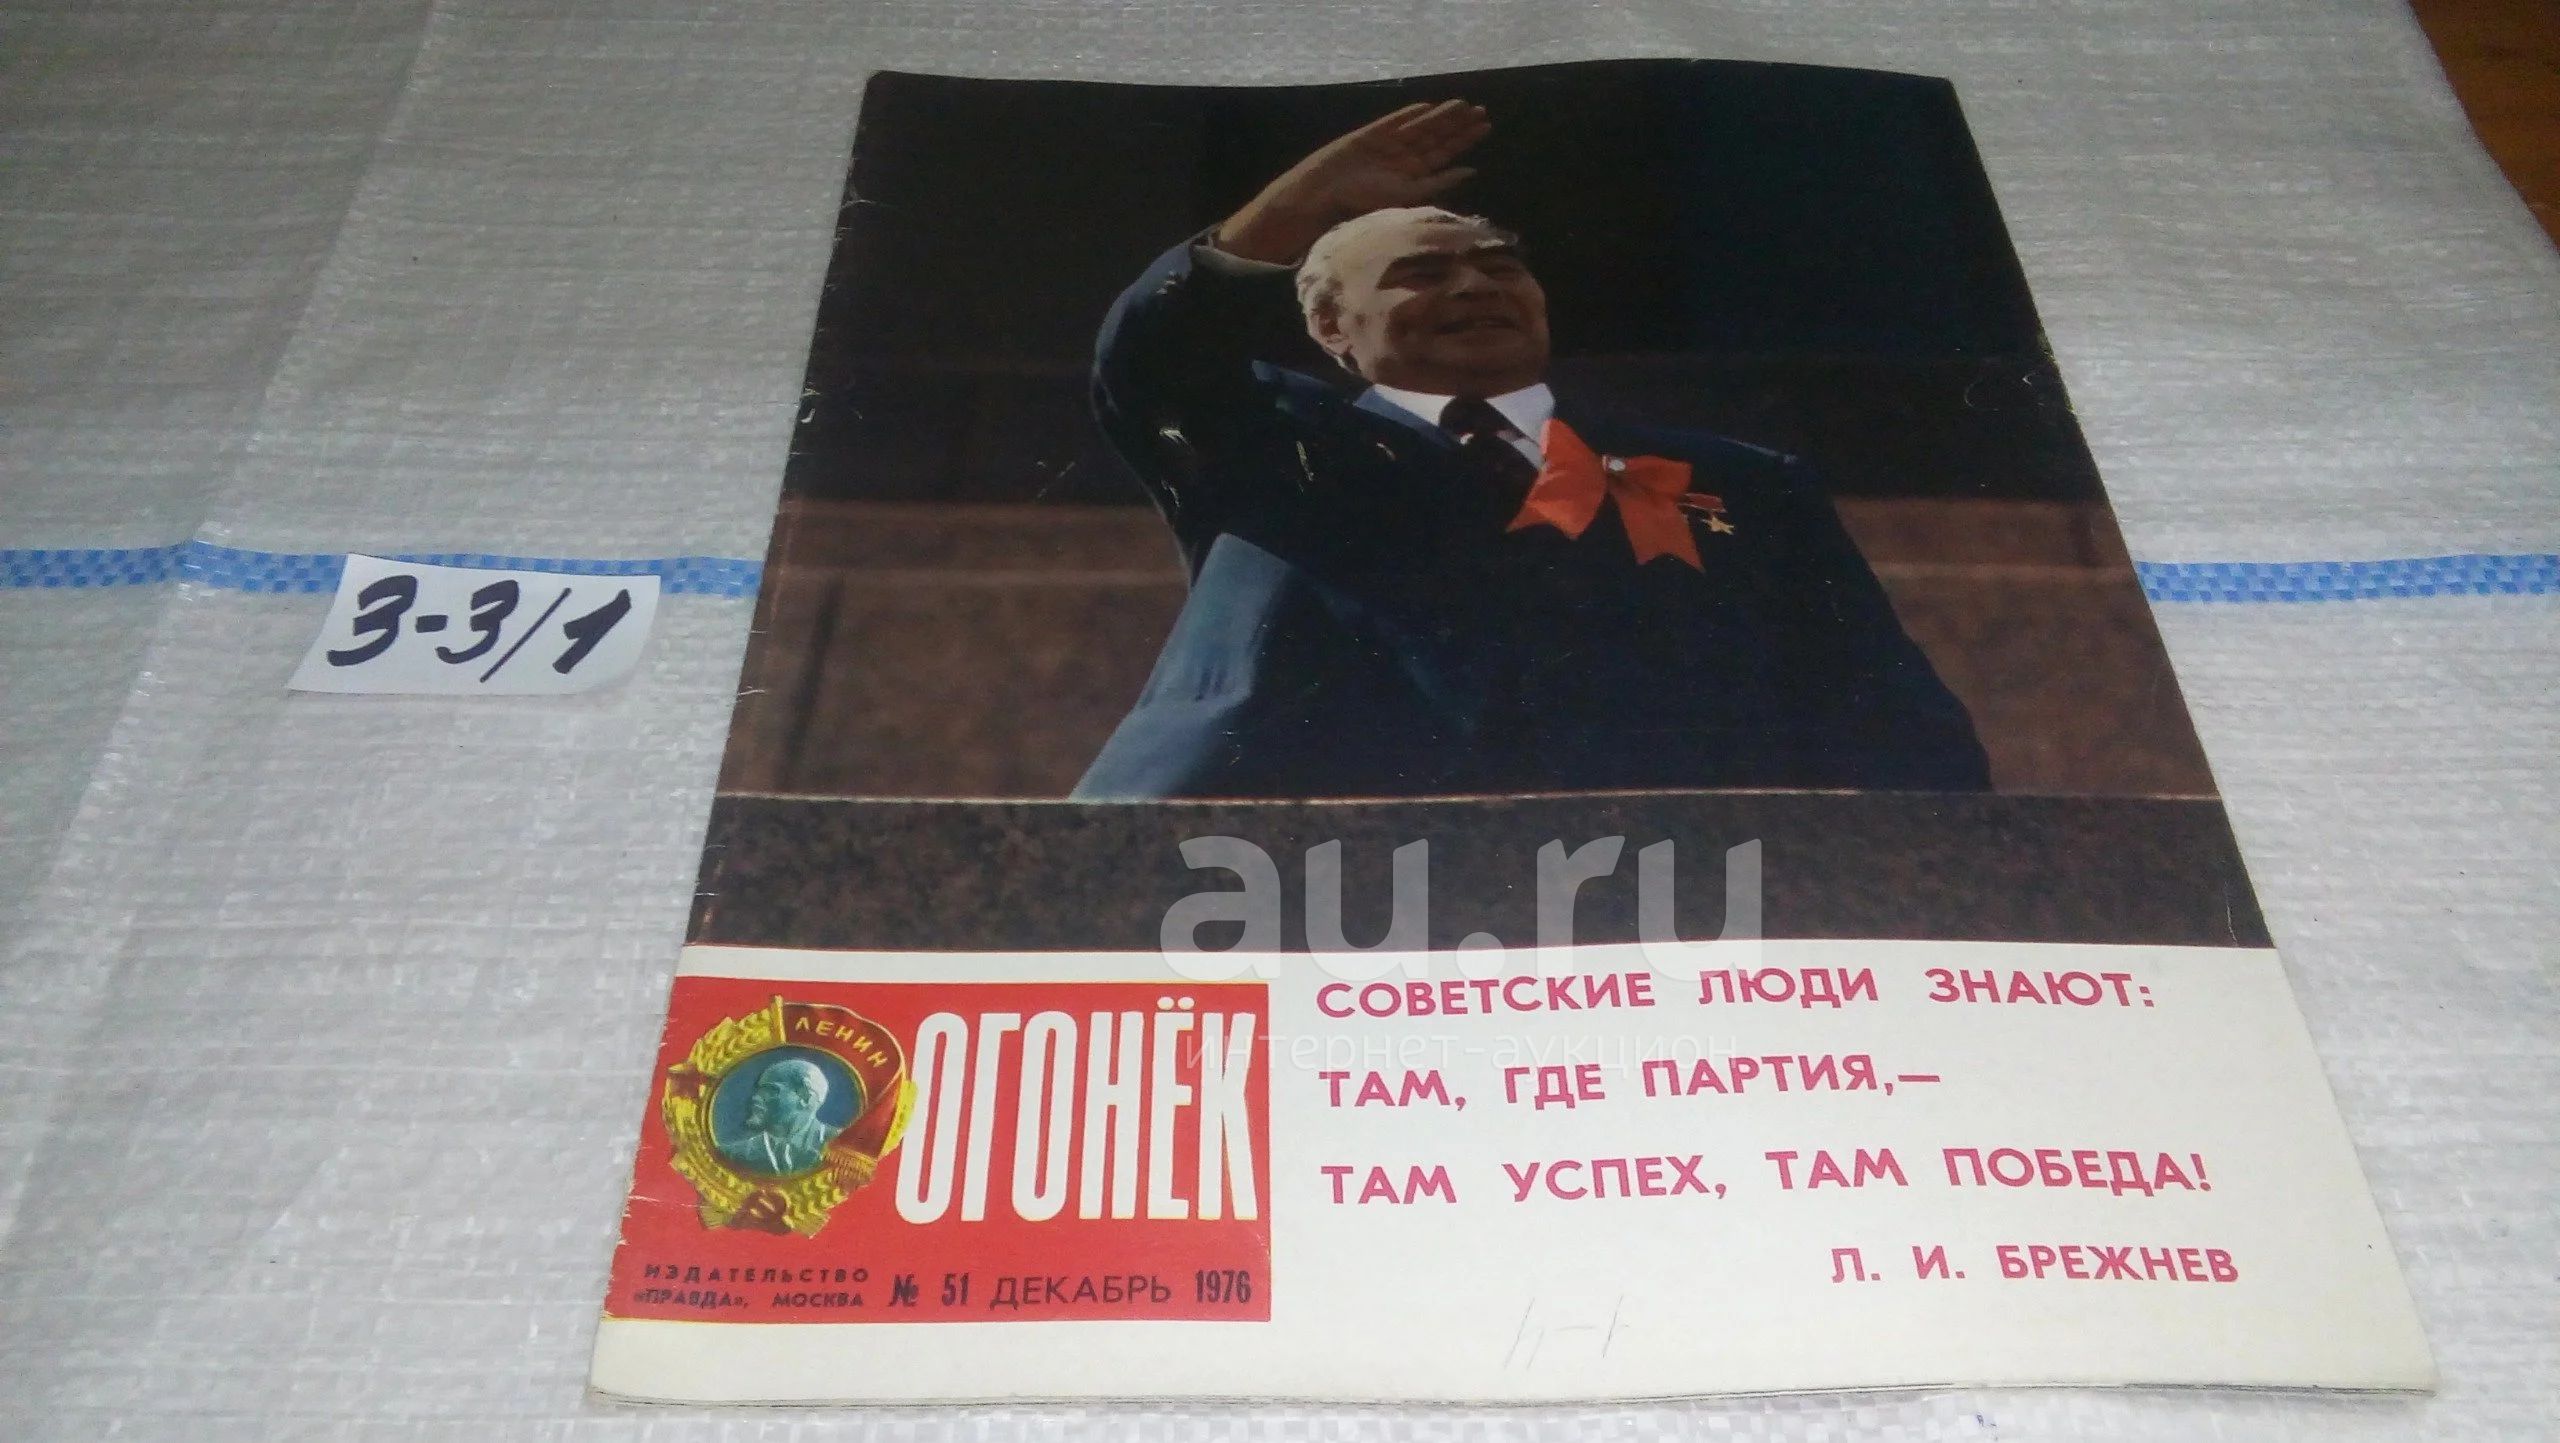 3-3/1
au.ru
интернет-аукцион
ЛЕНИН
ОГОНЁК
ИЗДАТЕЛЬСТВО
«ПРАВДА», МОСКВА
№ 51 ДЕКАБРЬ 1976
СОВЕТСКИЕ ЛЮДИ ЗНАЮТ:
ТАМ, ГДЕ ПАРТИЯ,—
ТАМ УСПЕХ, ТАМ ПОБЕДА!
Л. И. БРЕЖНЕВ